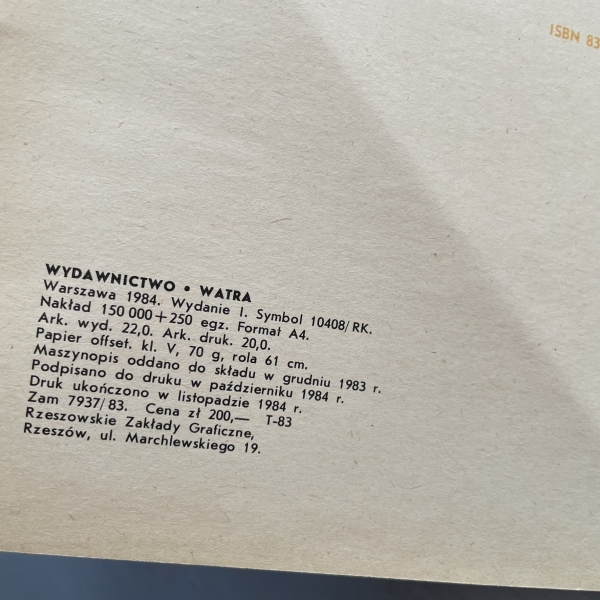 ISBN 83
WYDAWNICTWO • WATRA
Warszawa 1984. Wydanie I. Symbol 10408/RK.
Nakład 150 000+250 egz. Format A4.
Ark. wyd. 22,0. Ark. druk. 20,0.
Papier offset. kl. V, 70 g, rola 61 cm.
Maszynopis oddano do składu w grudniu 1983 r.
Podpisano do druku w październiku 1984 r.
Druk ukończono w listopadzie 1984 r.
Zam 7937/83. Cena zł 200,— T-83
Rzeszowskie Zakłady Graficzne,
Rzeszów, ul. Marchlewskiego 19.